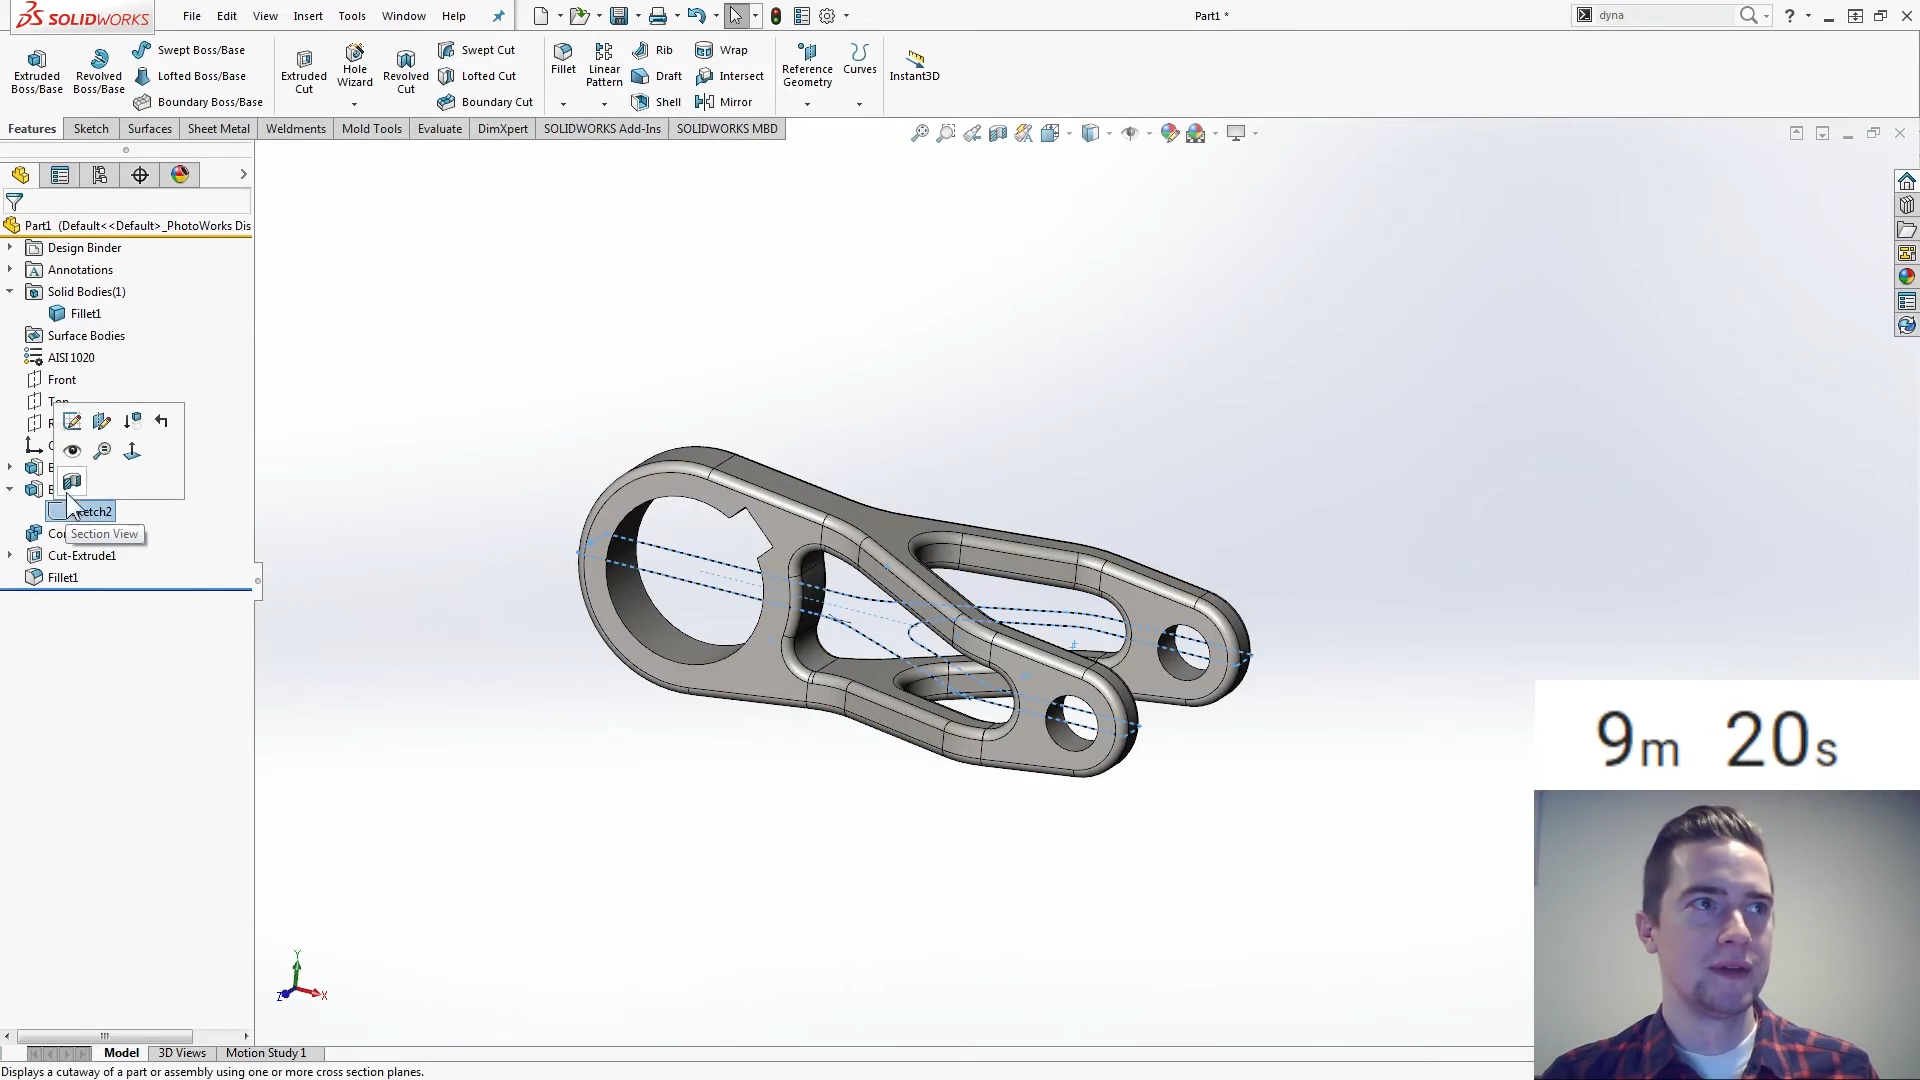 SOLIDWORKS
File Edit View Insert Tools Window Help
Part1 *
dyna
Extruded Boss/Base
Revolved Boss/Base
Swept Boss/Base
Lofted Boss/Base
Boundary Boss/Base
Extruded Cut
Hole Wizard
Revolved Cut
Swept Cut
Lofted Cut
Boundary Cut
Fillet
Linear Pattern
Rib
Draft
Shell
Wrap
Intersect
Mirror
Reference Geometry
Curves
Instant3D
Features Sketch Surfaces Sheet Metal Weldments Mold Tools Evaluate DimXpert SOLIDWORKS Add-Ins SOLIDWORKS MBD
Part1 (Default<<Default>_PhotoWorks Dis
Design Binder
Annotations
Solid Bodies(1)
Fillet1
Surface Bodies
AISI 1020
Front
Top
etch2
Section View
Cut-Extrude1
Fillet1
9m 20s
Y
Z
X
Model 3D Views Motion Study 1
Displays a cutaway of a part or assembly using one or more cross section planes.